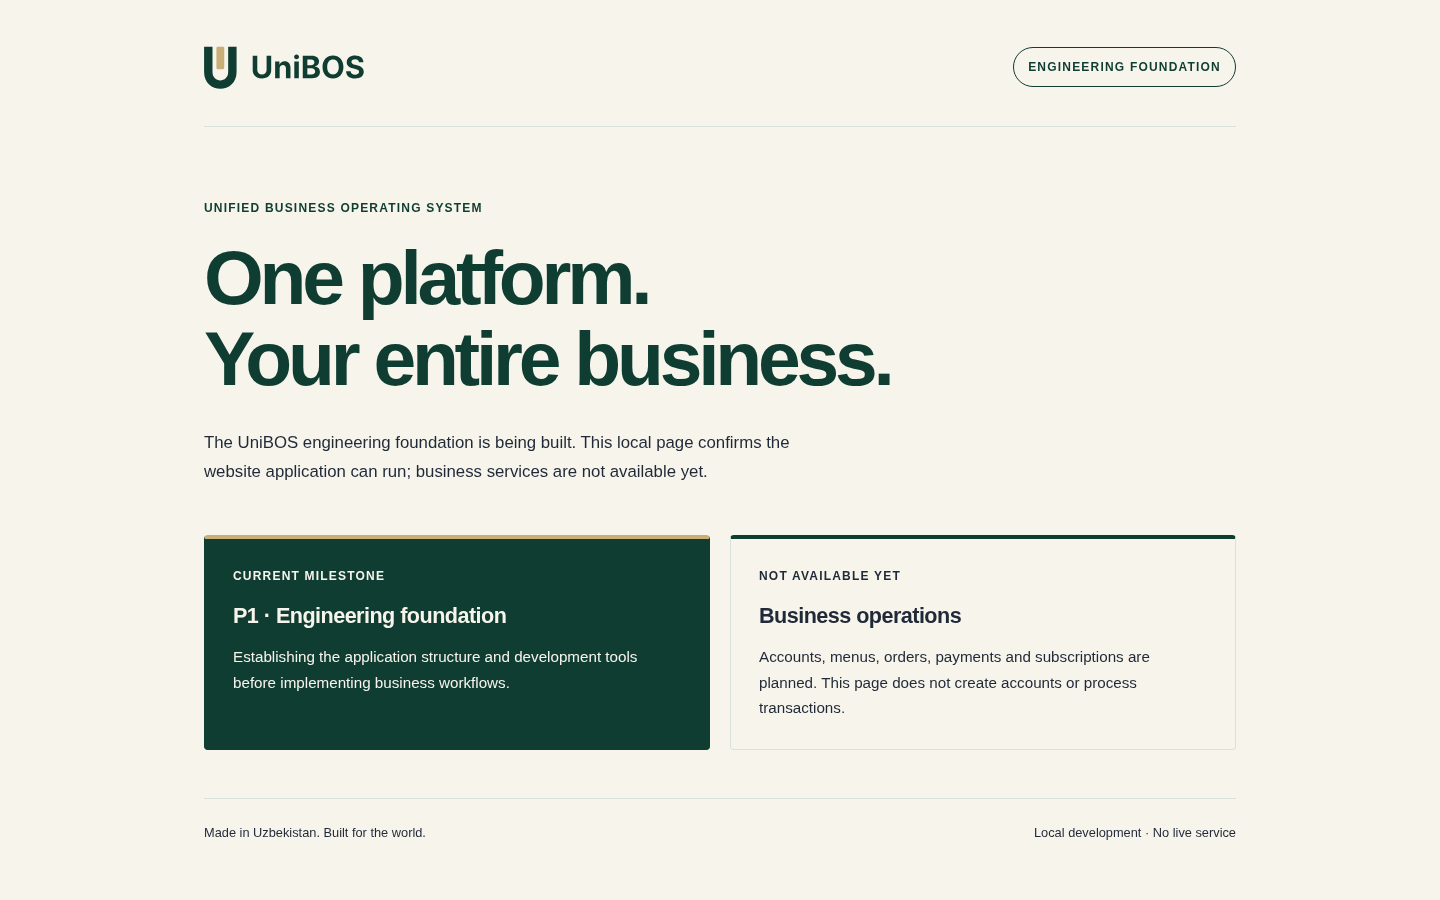 UniBOS
ENGINEERING FOUNDATION
UNIFIED BUSINESS OPERATING SYSTEM
One platform.
Your entire business.
The UniBOS engineering foundation is being built. This local page confirms the
website application can run; business services are not available yet.
CURRENT MILESTONE
P1 · Engineering foundation
Establishing the application structure and development tools
before implementing business workflows.
NOT AVAILABLE YET
Business operations
Accounts, menus, orders, payments and subscriptions are
planned. This page does not create accounts or process
transactions.
Made in Uzbekistan. Built for the world.
Local development · No live service